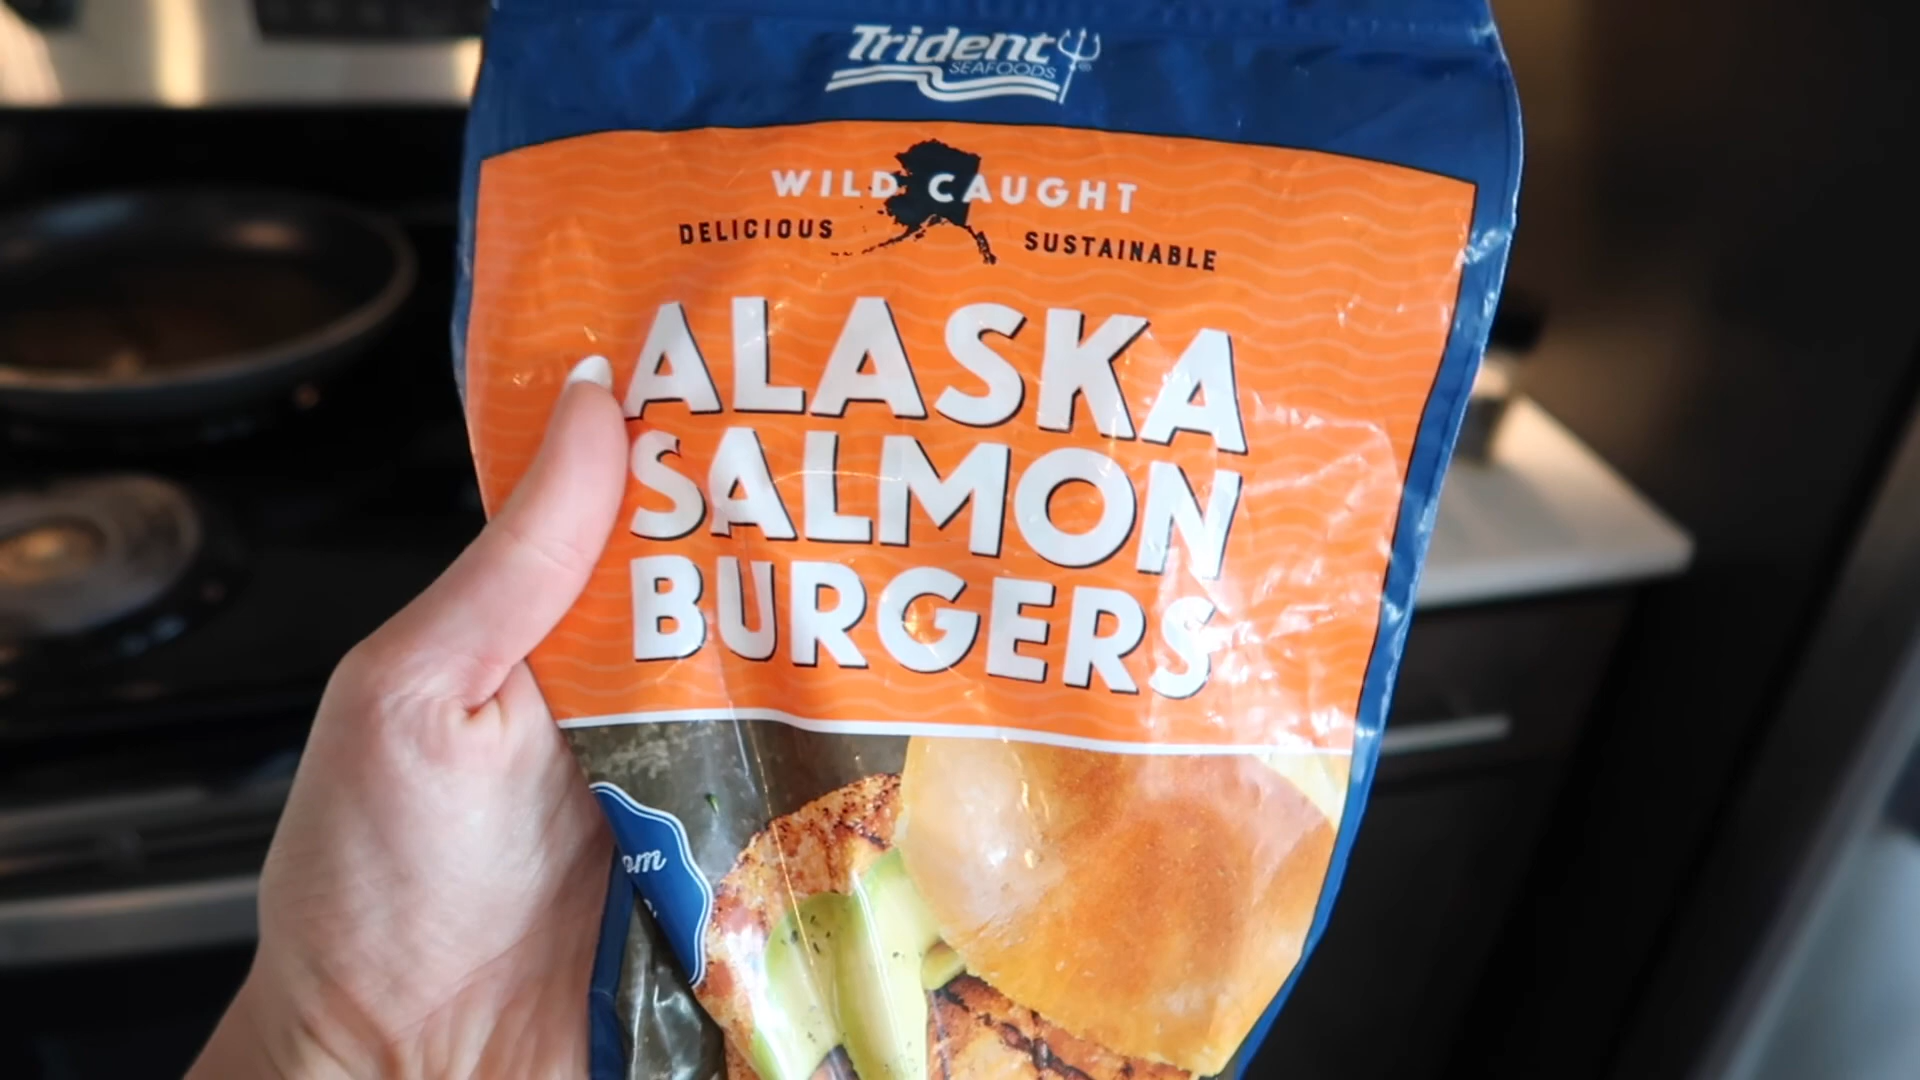 Trident
SEAFOODS
WILD CAUGHT
DELICIOUS SUSTAINABLE
ALASKA
SALMON
BURGERS